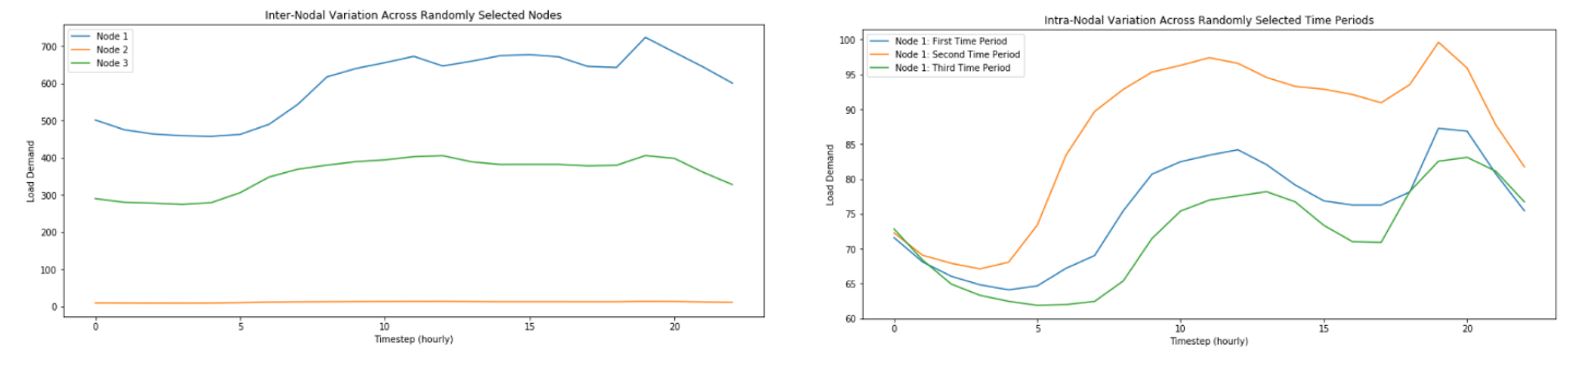 Inter-Nodal Variation Across Randomly Selected Nodes
Node 1
Node 2
Node 3
700
600
500
400
300
200
100
0
Load Demand
0 5 10 15 20
Timestep (hourly)
Intra-Nodal Variation Across Randomly Selected Time Periods
Node 1: First Time Period
Node 1: Second Time Period
Node 1: Third Time Period
100
95
90
85
80
75
70
65
60
Load Demand
0 5 10 15 20
Timestep (hourly)